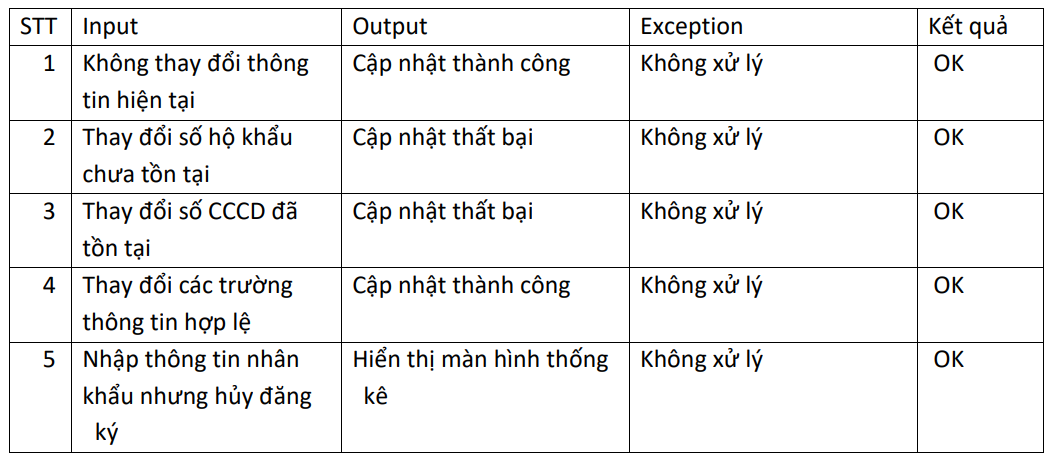 STT Input Output Exception Kết quả
1 Không thay đổi thông Cập nhật thành công Không xử lý OK
tin hiện tại
2 Thay đổi số hộ khẩu Cập nhật thất bại Không xử lý OK
chưa tồn tại
3 Thay đổi số CCCD đã Cập nhật thất bại Không xử lý OK
tồn tại
4 Thay đổi các trường Cập nhật thành công Không xử lý OK
thông tin hợp lệ
5 Nhập thông tin nhân Hiển thị màn hình thống Không xử lý OK
khẩu nhưng hủy đăng kê
ký